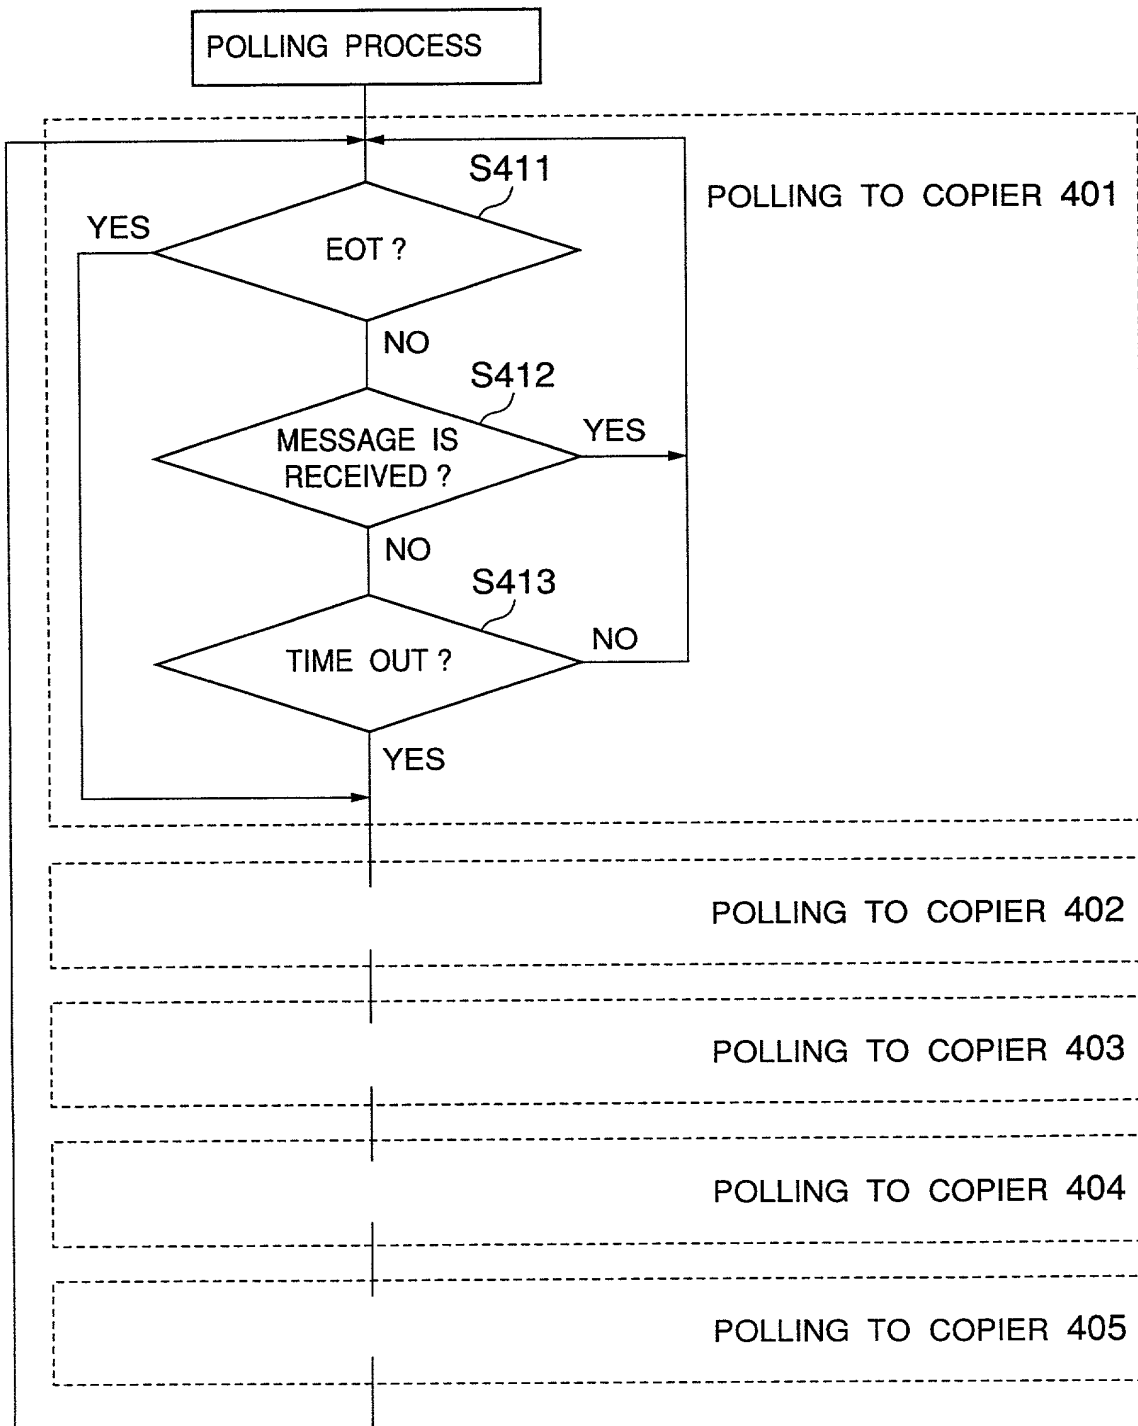 POLLING PROCESS
S411
POLLING TO COPIER 401
YES
EOT ?
NO
S412
MESSAGE IS
RECEIVED ?
YES
NO
S413
TIME OUT ?
NO
YES
POLLING TO COPIER 402
POLLING TO COPIER 403
POLLING TO COPIER 404
POLLING TO COPIER 405